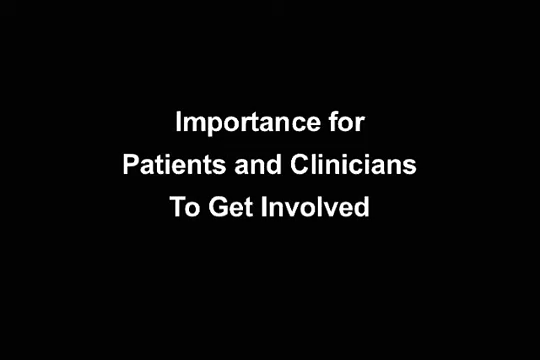 Importance for
Patients and Clinicians
To Get Involved